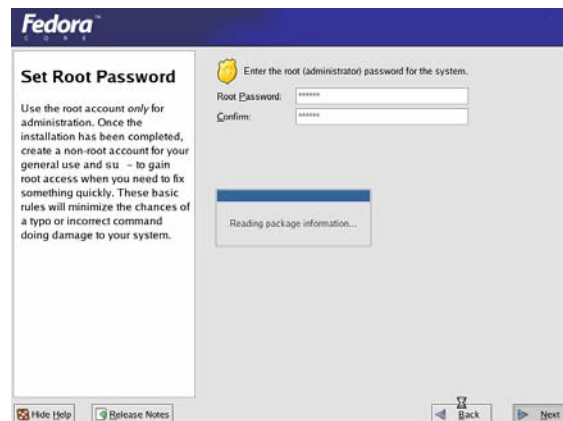 Fedora™
CORE
Set Root Password
Use the root account only for
administration. Once the
installation has been completed,
create a non-root account for your
general use and su - to gain
root access when you need to fix
something quickly. These basic
rules will minimize the chances of
a typo or incorrect command
doing damage to your system.
Enter the root (administrator) password for the system.
Root Password: ******
Confirm: ******
Reading package information...
Hide Help
Release Notes
Back
Next